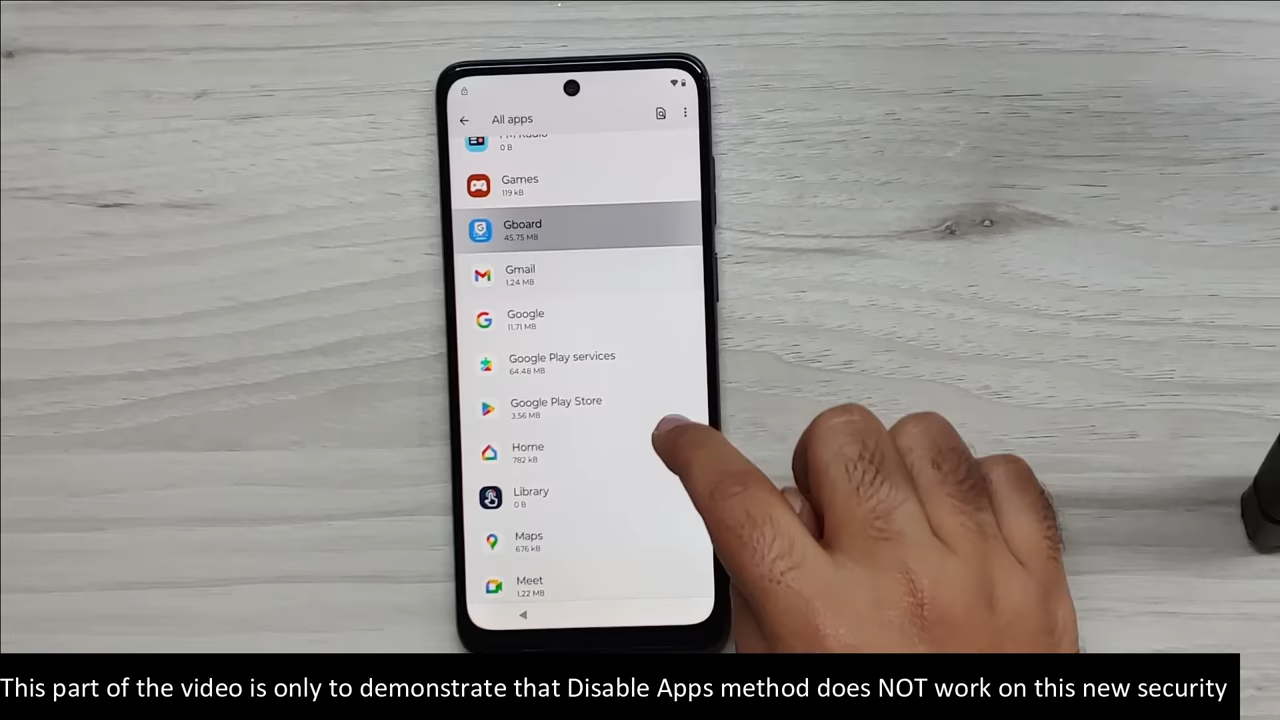 All apps
FM Radio
0 B
Games
119 kB
Gboard
45.75 MB
Gmail
1.24 MB
Google
11.71 MB
Google Play services
64.48 MB
Google Play Store
3.56 MB
Home
782 kB
Library
0 B
Maps
676 kB
Meet
1.22 MB
This part of the video is only to demonstrate that Disable Apps method does NOT work on this new security